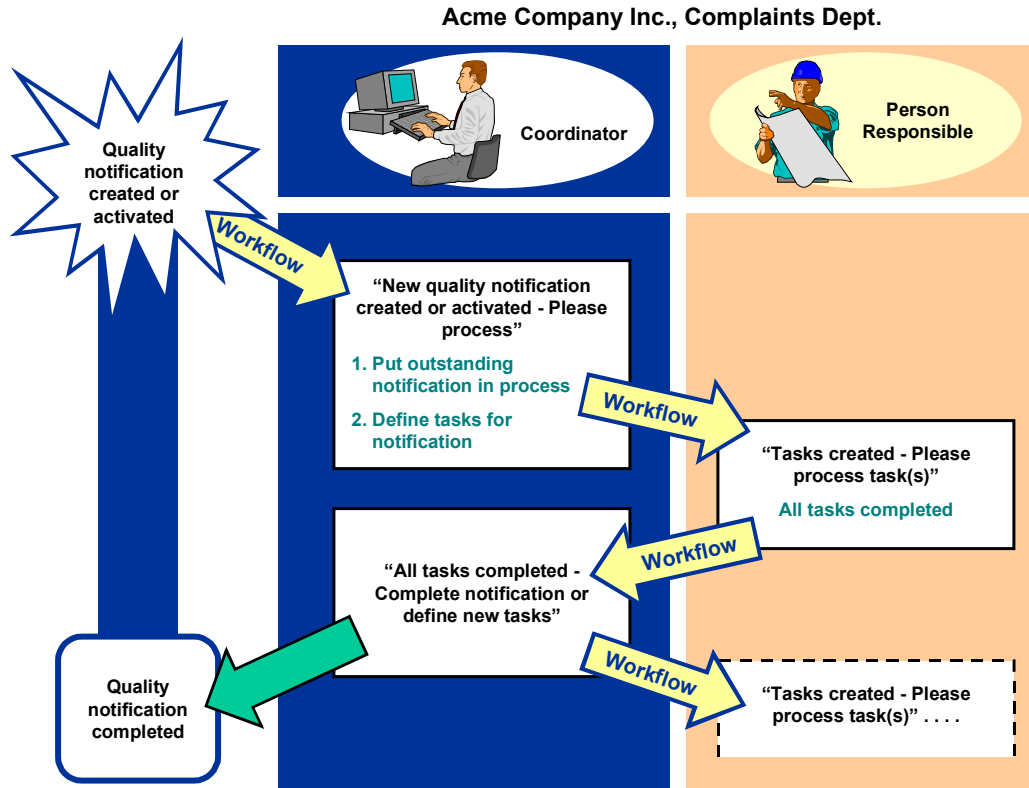 Acme Company Inc., Complaints Dept.
Coordinator
Person
Responsible
Quality
notification
created or
activated
Workflow
“New quality notification
created or activated - Please
process”
1. Put outstanding
notification in process
2. Define tasks for
notification
Workflow
“Tasks created - Please
process task(s)”
All tasks completed
Workflow
“All tasks completed -
Complete notification or
define new tasks”
Workflow
“Tasks created - Please
process task(s)” . . . .
Quality
notification
completed